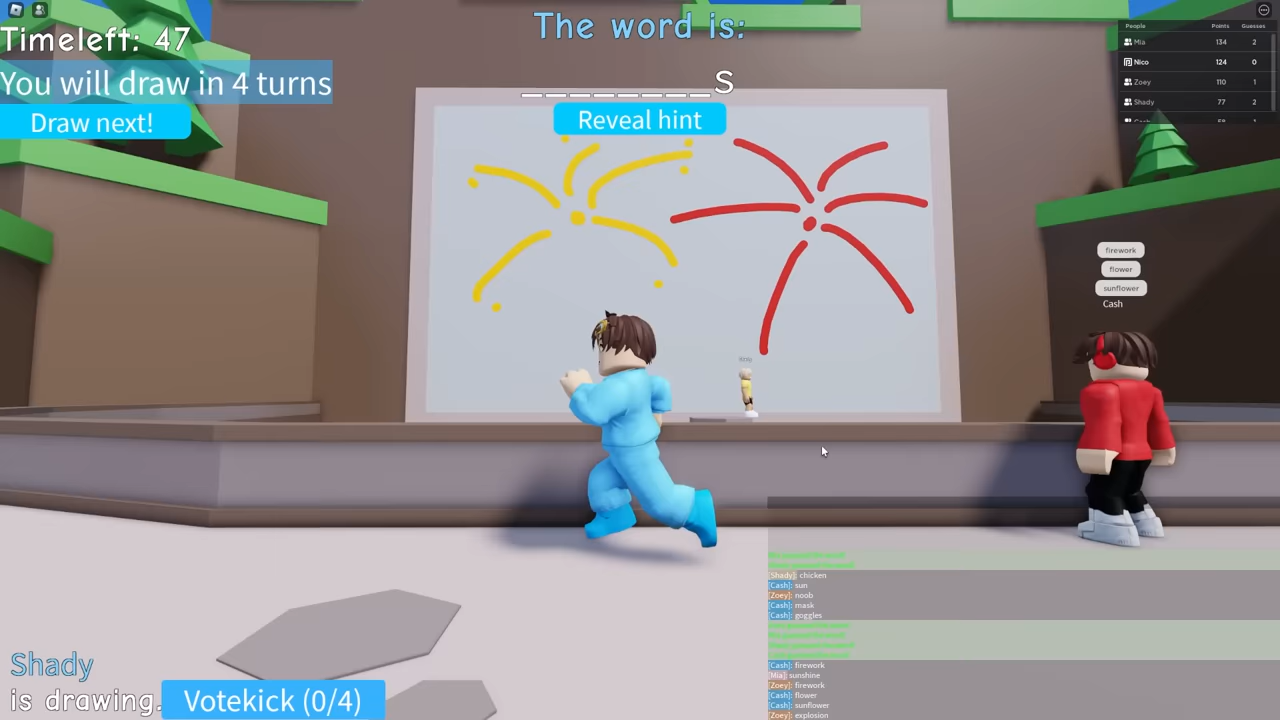 The word is:
Timeleft: 47
You will draw in 4 turns
Draw next!
________S
Reveal hint
People Points Guesses
Mia 134 2
Nico 124 0
Zoey 110 1
Shady 77 2
firework
flower
sunflower
Cash
[Shady]: chicken
[Cash]: sun
[Zoey]: noob
[Cash]: mask
[Cash]: goggles
[Cash]: firework
[Mia]: sunshine
[Zoey]: firework
[Cash]: flower
[Cash]: sunflower
[Zoey]: explosion
Shady
is drawing.
Votekick (0/4)